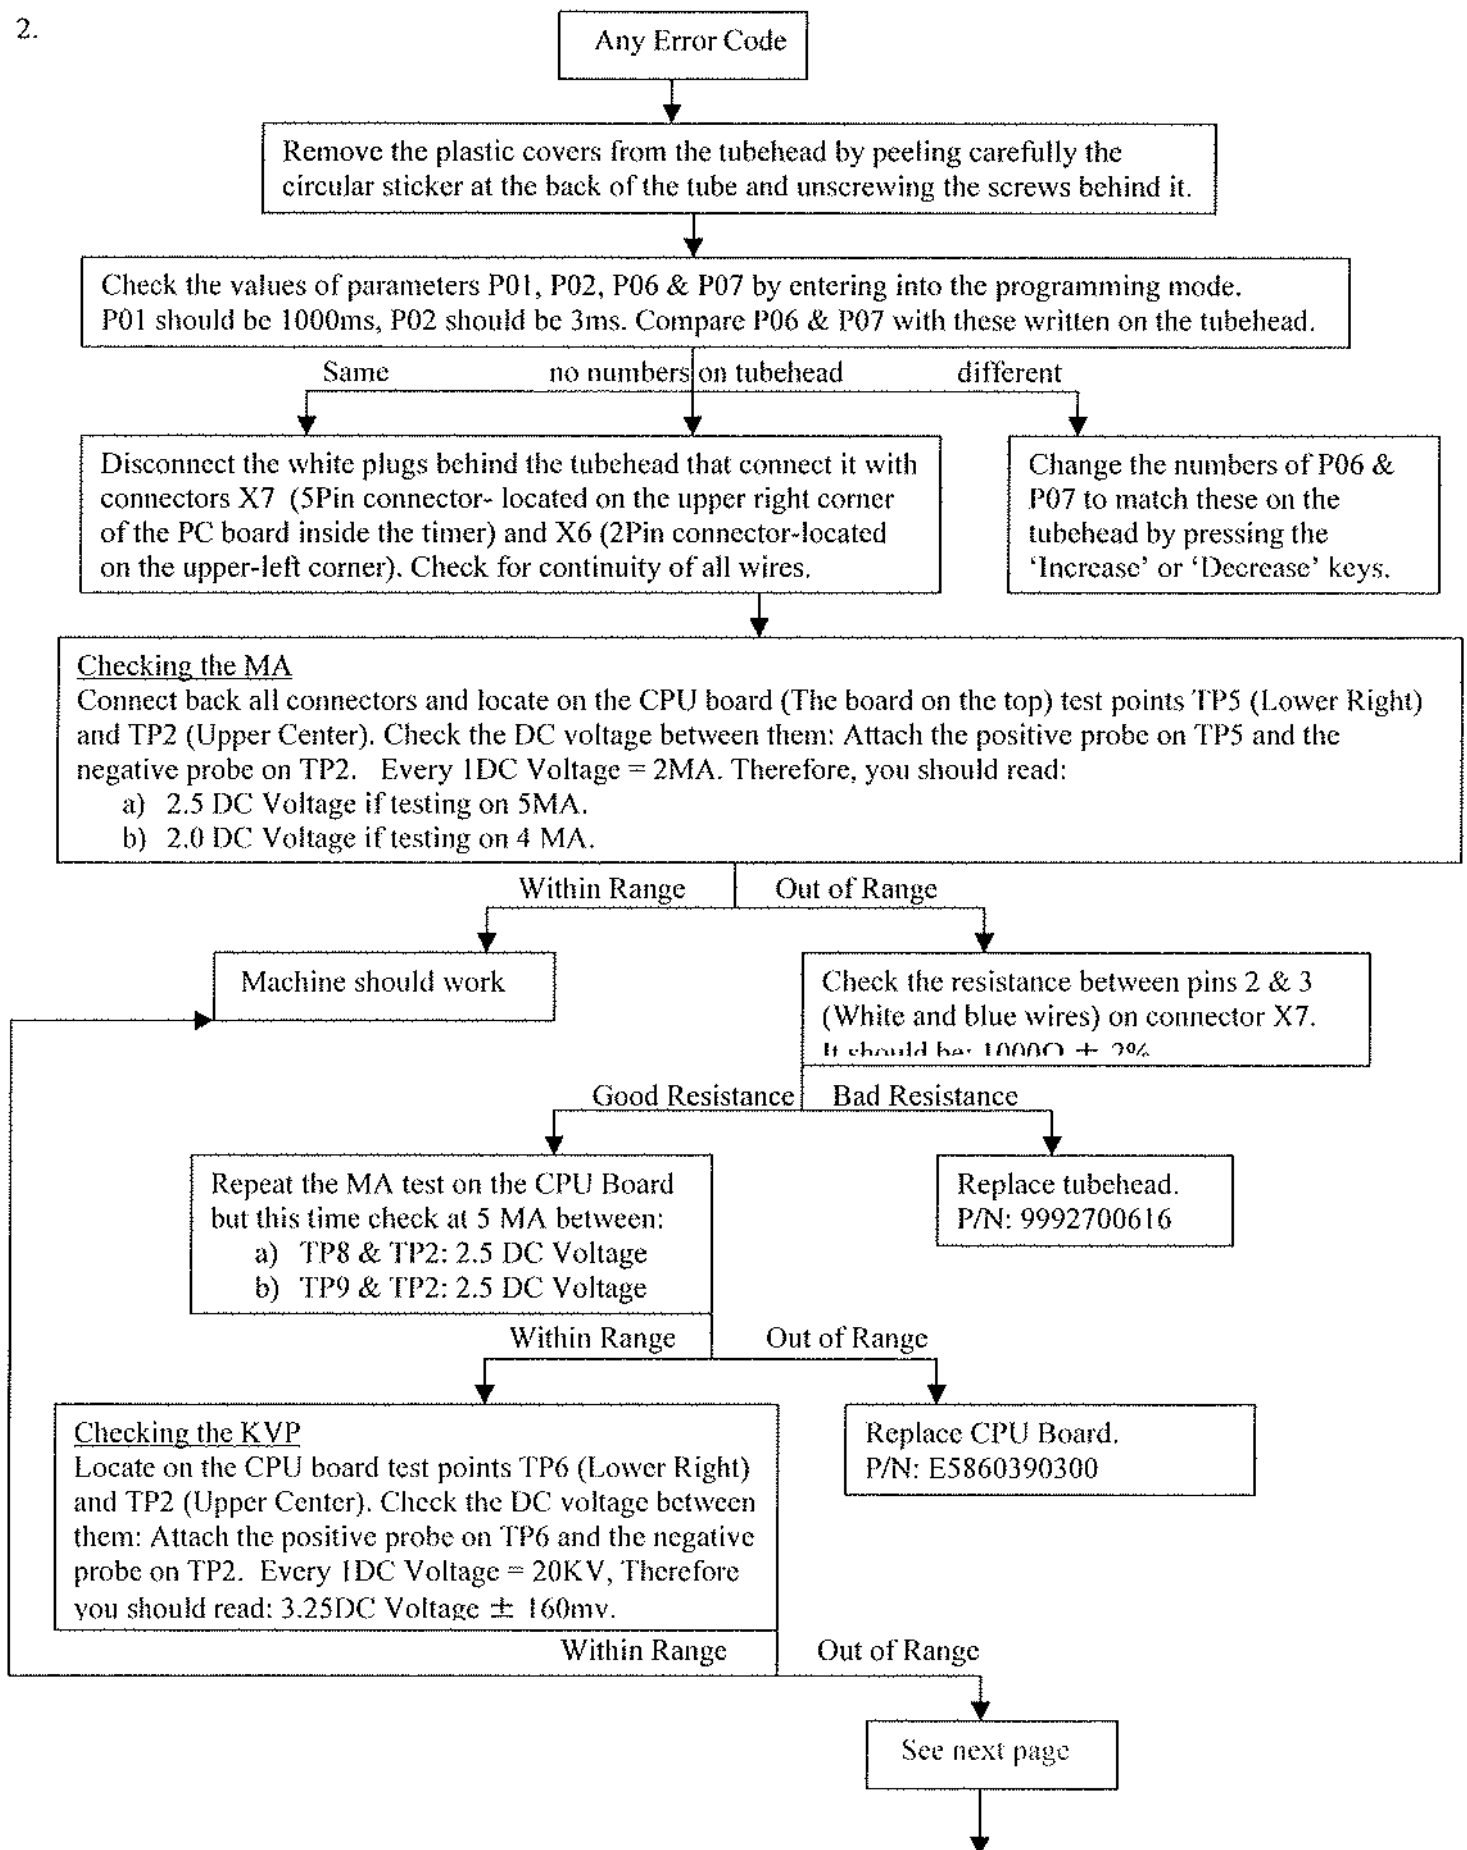 2.
Any Error Code
Remove the plastic covers from the tubehead by peeling carefully the
circular sticker at the back of the tube and unscrewing the screws behind it.
Check the values of parameters P01, P02, P06 & P07 by entering into the programming mode.
P01 should be 1000ms, P02 should be 3ms. Compare P06 & P07 with these written on the tubehead.
Same no numbers on tubehead different
Disconnect the white plugs behind the tubehead that connect it with
connectors X7 (5Pin connector- located on the upper right corner
of the PC board inside the timer) and X6 (2Pin connector-located
on the upper-left corner). Check for continuity of all wires.
Change the numbers of P06 &
P07 to match these on the
tubehead by pressing the
‘Increase’ or ‘Decrease’ keys.
Checking the MA
Connect back all connectors and locate on the CPU board (The board on the top) test points TP5 (Lower Right)
and TP2 (Upper Center). Check the DC voltage between them: Attach the positive probe on TP5 and the
negative probe on TP2. Every 1DC Voltage = 2MA. Therefore, you should read:
a) 2.5 DC Voltage if testing on 5MA.
b) 2.0 DC Voltage if testing on 4 MA.
Within Range Out of Range
Machine should work
Check the resistance between pins 2 & 3
(White and blue wires) on connector X7.
It should be: 1000Ω ± 2%
Good Resistance Bad Resistance
Repeat the MA test on the CPU Board
but this time check at 5 MA between:
a) TP8 & TP2: 2.5 DC Voltage
b) TP9 & TP2: 2.5 DC Voltage
Replace tubehead.
P/N: 9992700616
Within Range Out of Range
Checking the KVP
Locate on the CPU board test points TP6 (Lower Right)
and TP2 (Upper Center). Check the DC voltage between
them: Attach the positive probe on TP6 and the negative
probe on TP2. Every 1DC Voltage = 20KV, Therefore
you should read: 3.25DC Voltage ± 160mv.
Replace CPU Board.
P/N: E5860390300
Within Range Out of Range
See next page